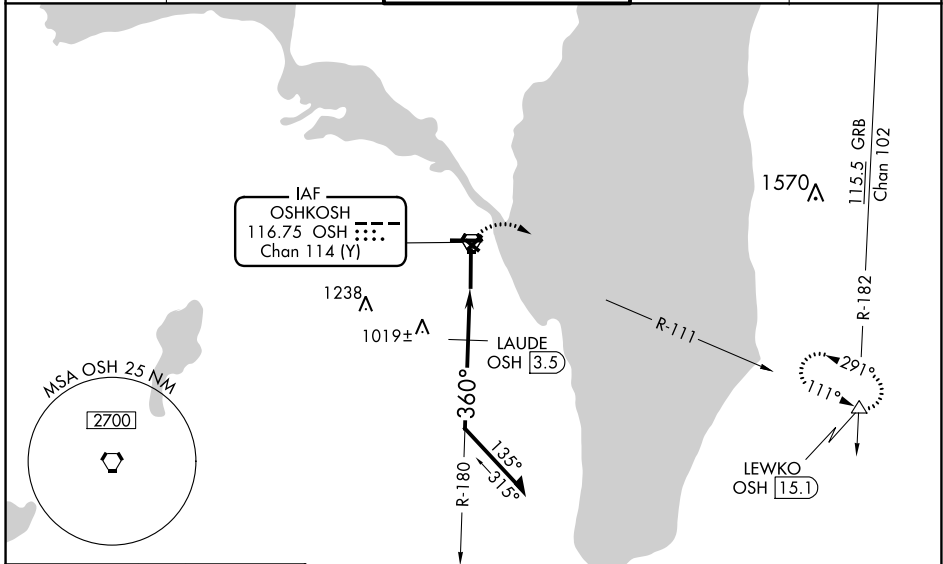 IAF
OSHKOSH
116.75 OSH
Chan 114 (Y)
1570
115.5 GRB
Chan 102
R-182
1238
1019±
LAUDE
OSH 3.5
R-111
360°
291°
111°
MSA OSH 25 NM
2700
135°
315°
R-180
LEWKO
OSH 15.1